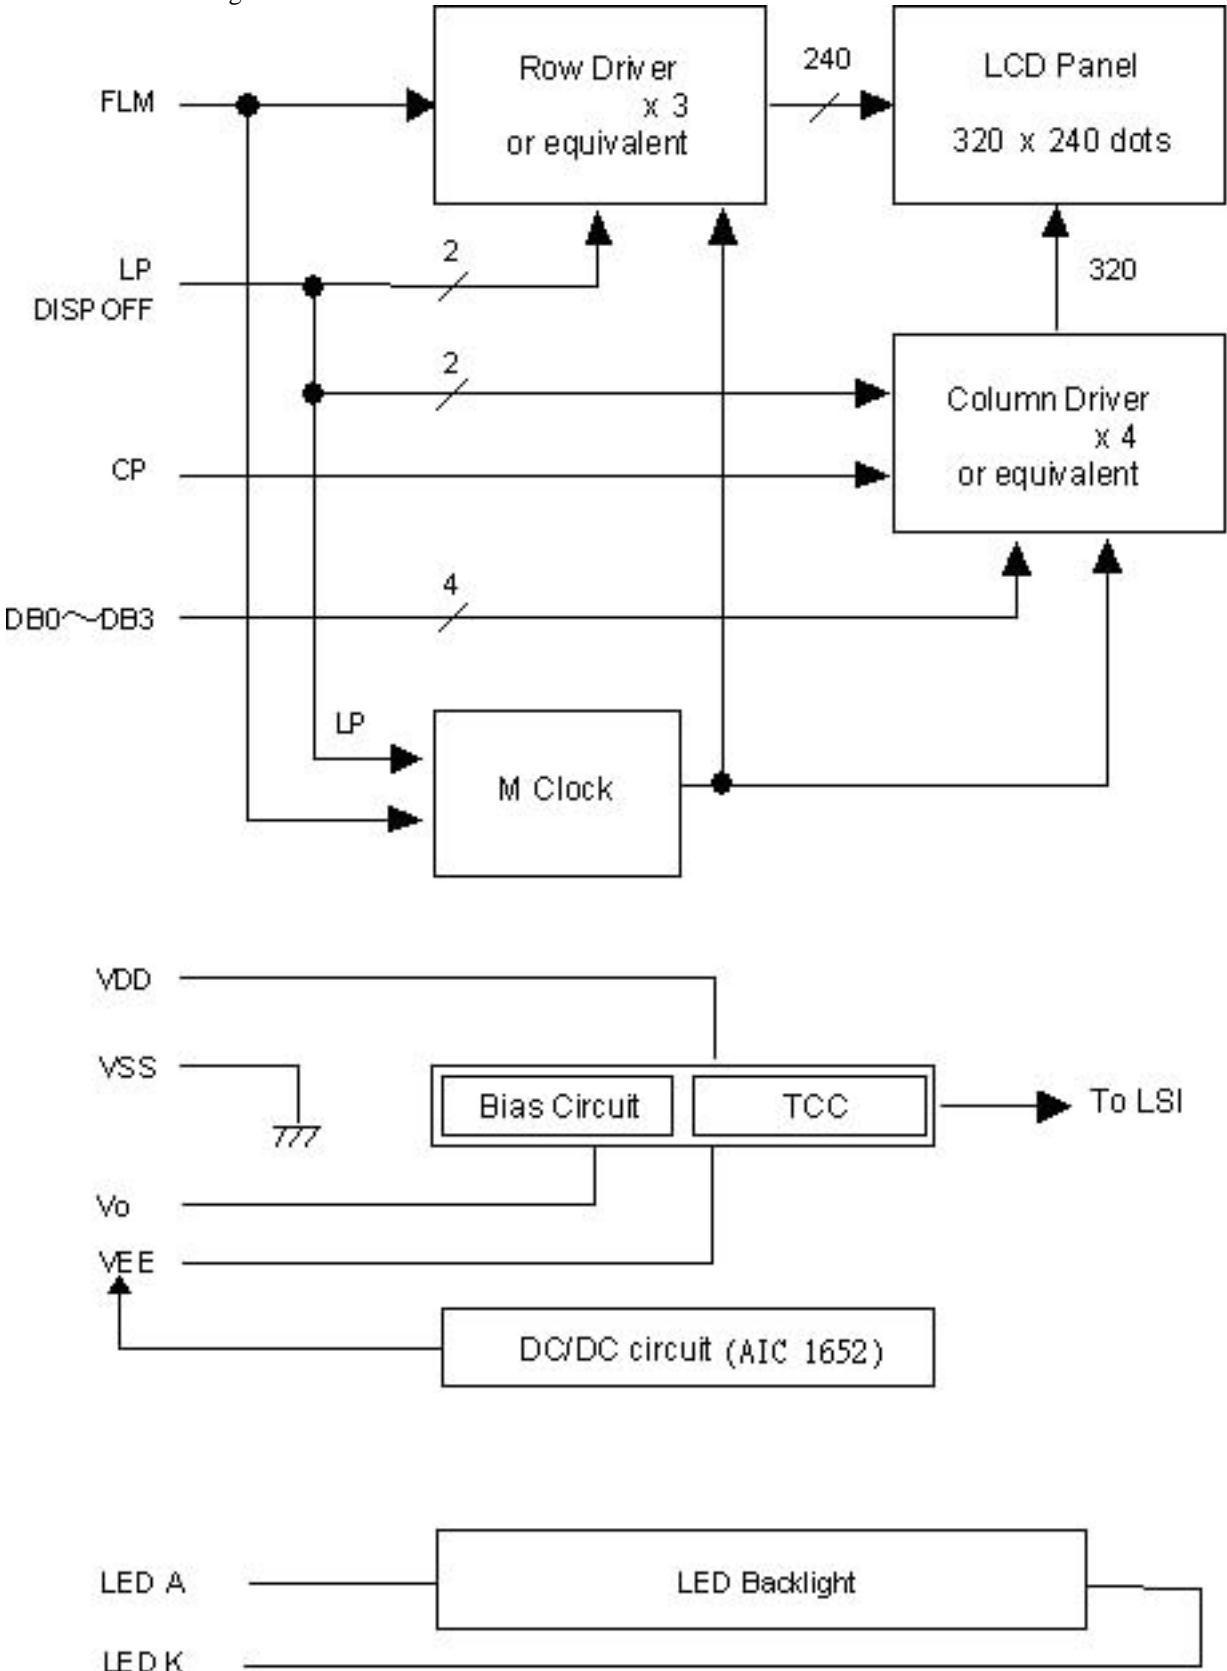 Row Driver
x 3
or equivalent
240
LCD Panel
320 x 240 dots
FLM
LP
DISP OFF
2
320
2
Column Driver
x 4
or equivalent
CP
4
DB0～DB3
LP
M Clock
VDD
VSS
Bias Circuit
TCC
To LSI
Vo
VEE
DC/DC circuit (AIC 1652)
LED A
LED Backlight
LED K